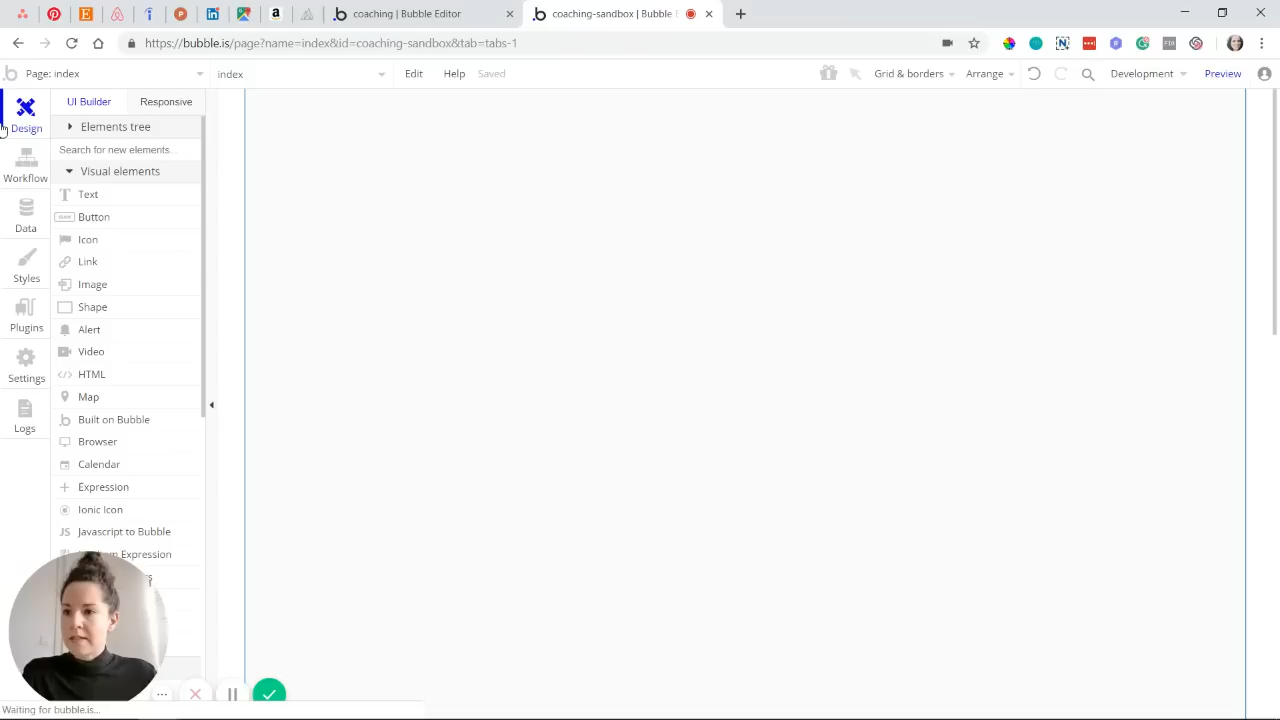 coaching | Bubble Editor
coaching-sandbox | Bubble E
https://bubble.is/page?name=index&id=coaching-sandbox&tab=tabs-1
Page: index
index
Edit
Help
Saved
Grid & borders
Arrange
Development
Preview
Design
Workflow
Data
Styles
Plugins
Settings
Logs
UI Builder
Responsive
Elements tree
Search for new elements...
Visual elements
Text
Button
Icon
Link
Image
Shape
Alert
Video
</> HTML
Map
Built on Bubble
Browser
Calendar
Expression
Ionic Icon
JS Javascript to Bubble
Expression
Waiting for bubble.is...